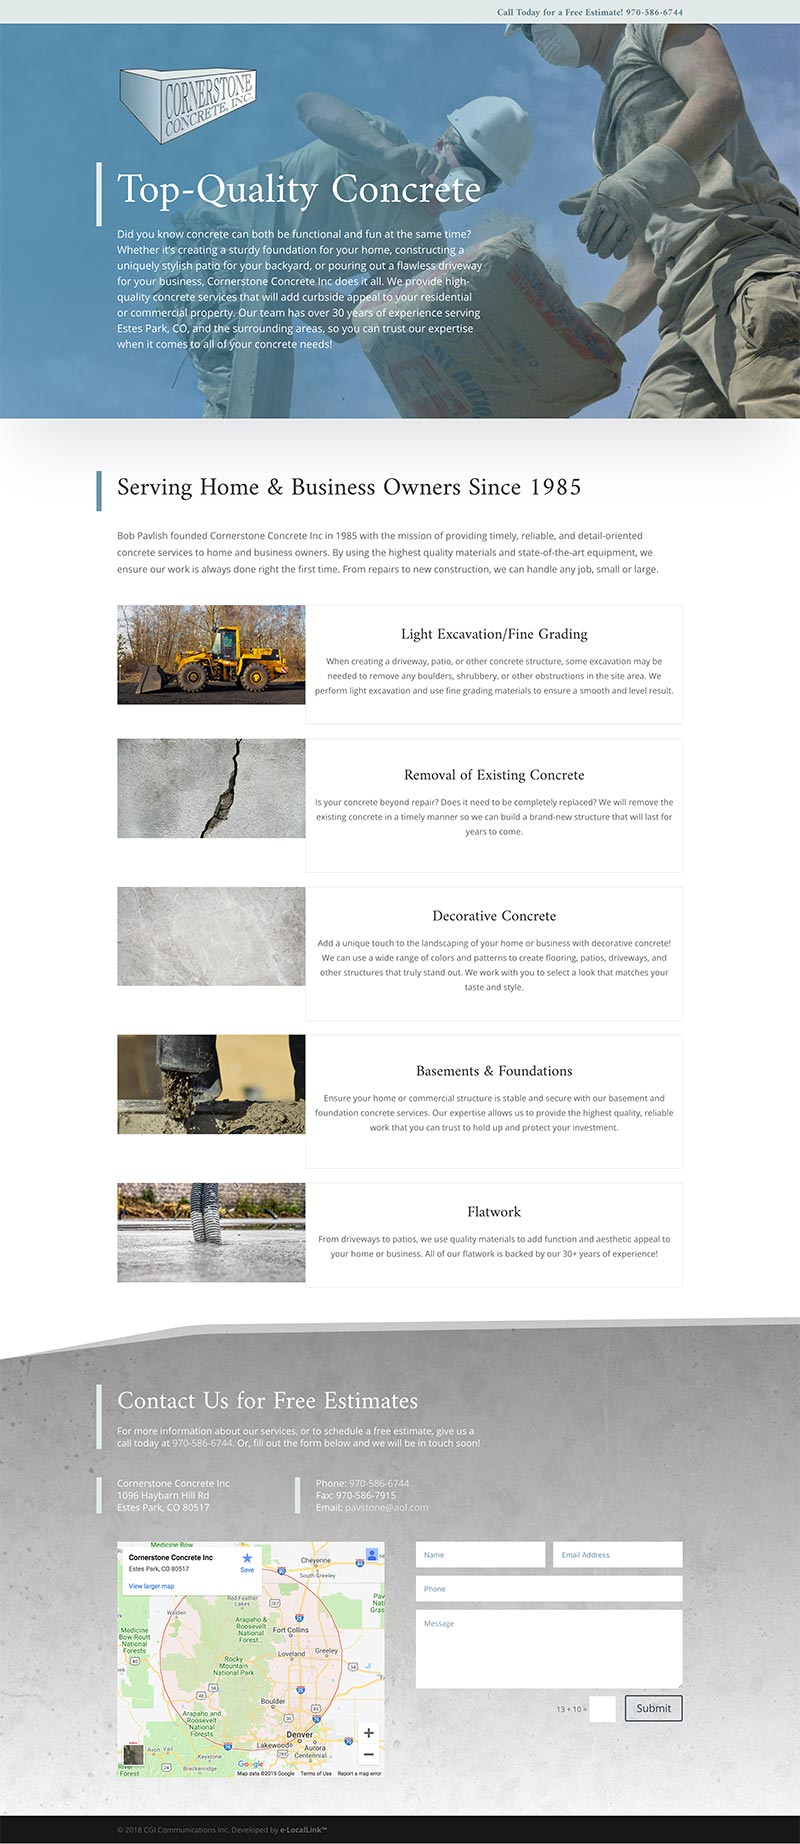 Call Today for a Free Estimate! 970-586-6744
CORNERSTONE
CONCRETE, INC.
Top-Quality Concrete
Did you know concrete can both be functional and fun at the same time?
Whether it's creating a sturdy foundation for your home, constructing a
uniquely stylish patio for your backyard, or pouring out a flawless driveway
for your business, Cornerstone Concrete Inc does it all. We provide high-
quality concrete services that will add curbside appeal to your residential
or commercial property. Our team has over 30 years of experience serving
Estes Park, CO, and the surrounding areas, so you can trust our expertise
when it comes to all of your concrete needs!
Serving Home & Business Owners Since 1985
Bob Pavlish founded Cornerstone Concrete Inc in 1985 with the mission of providing timely, reliable, and detail-oriented
concrete services to home and business owners. By using the highest quality materials and state-of-the-art equipment, we
ensure our work is always done right the first time. From repairs to new construction, we can handle any job, small or large.
Light Excavation/Fine Grading
When creating a driveway, patio, or other concrete structure, some excavation may be
needed to remove any boulders, shrubbery, or other obstructions in the site area. We
perform light excavation and use fine grading materials to ensure a smooth and level result.
Removal of Existing Concrete
Is your concrete beyond repair? Does it need to be completely replaced? We will remove the
existing concrete in a timely manner so we can build a brand-new structure that will last for
years to come.
Decorative Concrete
Add a unique touch to the landscaping of your home or business with decorative concrete!
We can use a wide range of colors and patterns to create flooring, patios, driveways, and
other structures that truly stand out. We work with you to select a look that matches your
taste and style.
Basements & Foundations
Ensure your home or commercial structure is stable and secure with our basement and
foundation concrete services. Our expertise allows us to provide the highest quality, reliable
work that you can trust to hold up and protect your investment.
Flatwork
From driveways to patios, we use quality materials to add function and aesthetic appeal to
your home or business. All of our flatwork is backed by our 30+ years of experience!
Contact Us for Free Estimates
For more information about our services, or to schedule a free estimate, give us a
call today at 970-586-6744. Or, fill out the form below and we will be in touch soon!
Cornerstone Concrete Inc
1096 Haybarn Hill Rd
Estes Park, CO 80517
Phone: 970-586-6744
Fax: 970-586-7915
Email: pavstone@aol.com
Medicine Bow
Cornerstone Concrete Inc
Estes Park, CO 80517
Save
View larger map
Cheyenne
South Greeley
Red Feather
Lakes
Walden
Arapaho &
Roosevelt
National
Forest...
Fort Collins
Medicine
Bow-Routt
National
Forests
Loveland
Greeley
Rocky
Mountain
National Park
Boulder
Arapaho and
Roosevelt
National
Forests
Denver
Lakewood
Aurora
Centennial
Avon
Vail
Keystone
Breckenridge
River
Forest
Google
Map data ©2019 Google
Terms of Use
Report a map error
Name
Email Address
Phone
Message
13 + 10 =
Submit
© 2018 CGI Communications Inc. Developed by e-LocalLink™